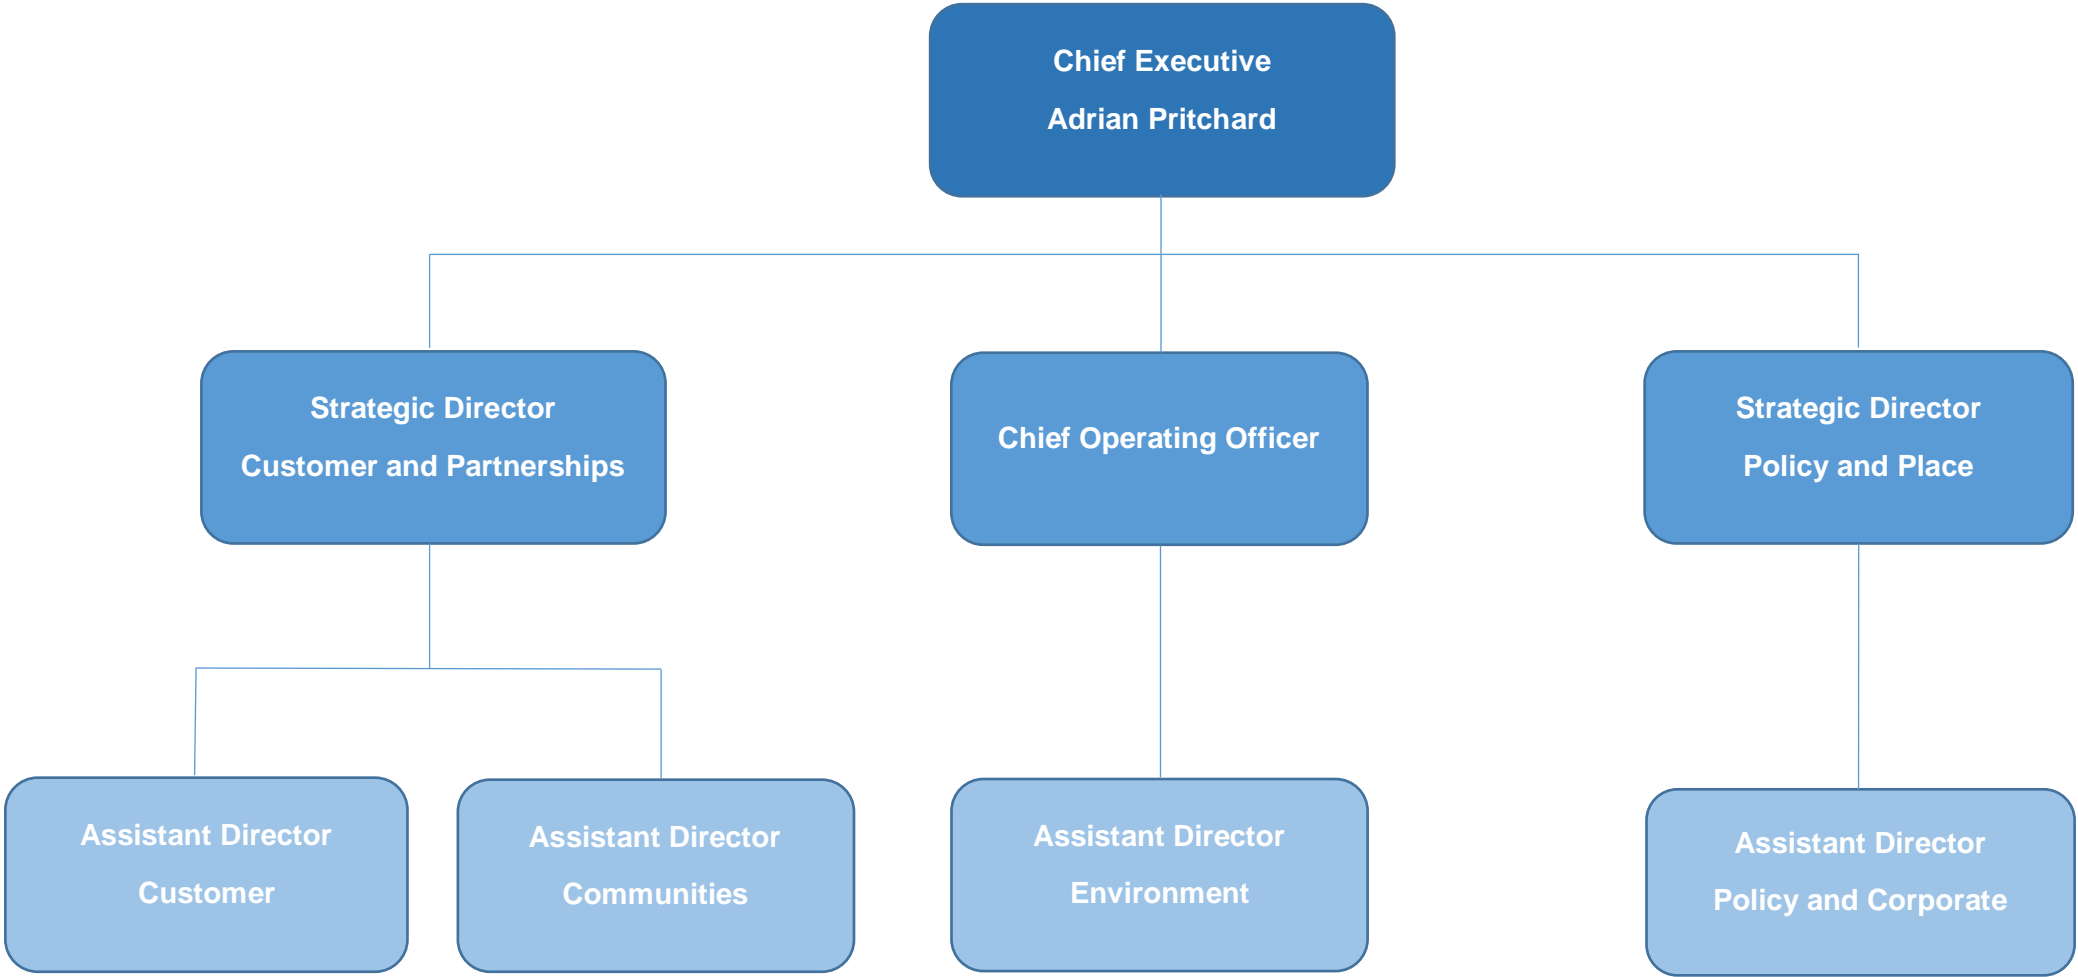 Chief Executive
Adrian Pritchard
Strategic Director
Customer and Partnerships
Chief Operating Officer
Strategic Director
Policy and Place
Assistant Director
Customer
Assistant Director
Communities
Assistant Director
Environment
Assistant Director
Policy and Corporate